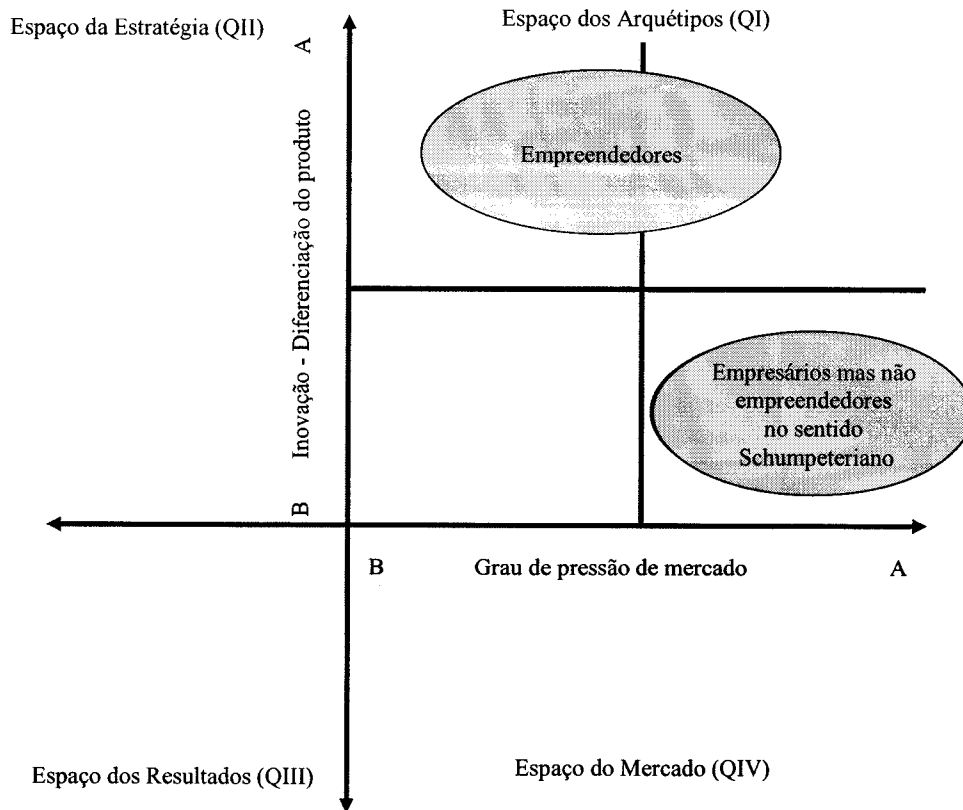 Espaço da Estratégia (QII)
Espaço dos Arquétipos (QI)
A
Inovação - Diferenciação do produto
B
Empreendedores
Empresários mas não
empreendedores
no sentido
Schumpeteriano
B
Grau de pressão de mercado
A
Espaço dos Resultados (QIII)
Espaço do Mercado (QIV)